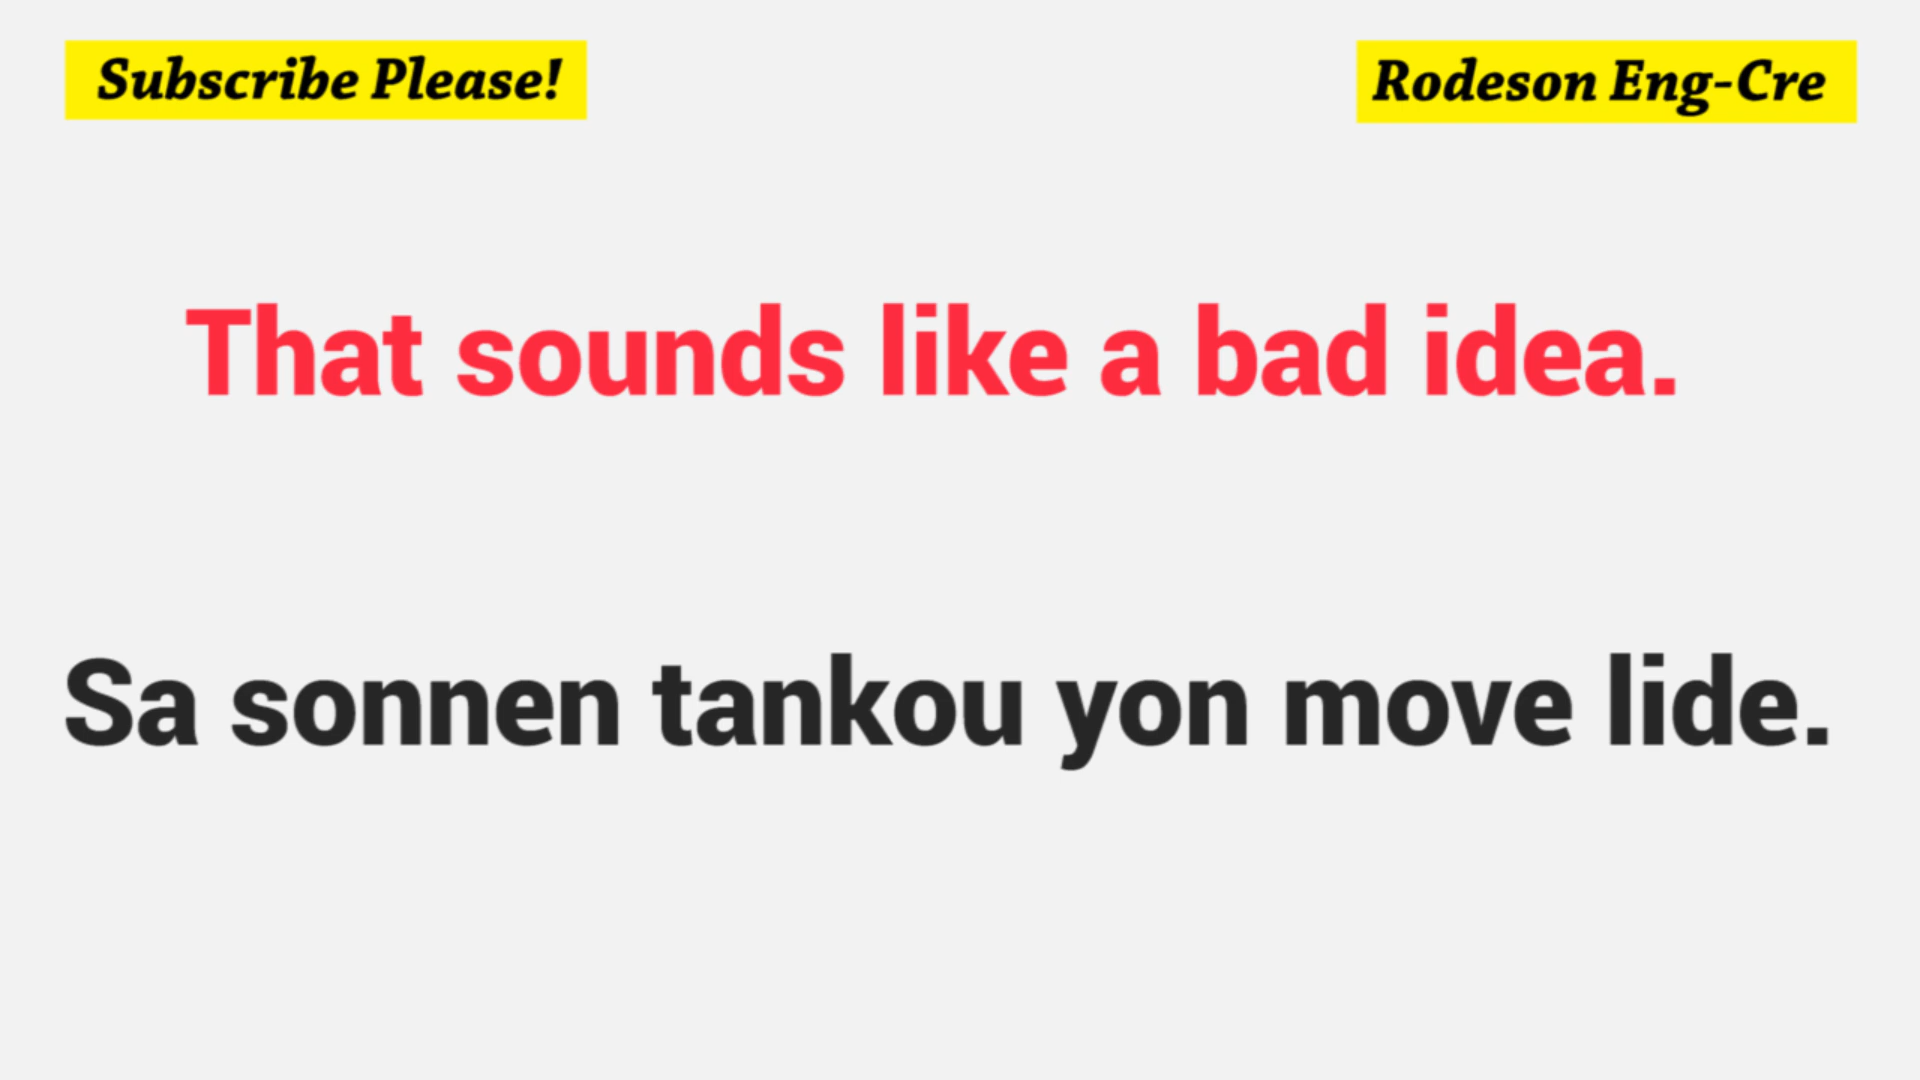 Subscribe Please!
Rodeson Eng-Cre
That sounds like a bad idea.
Sa sonnen tankou yon move lide.